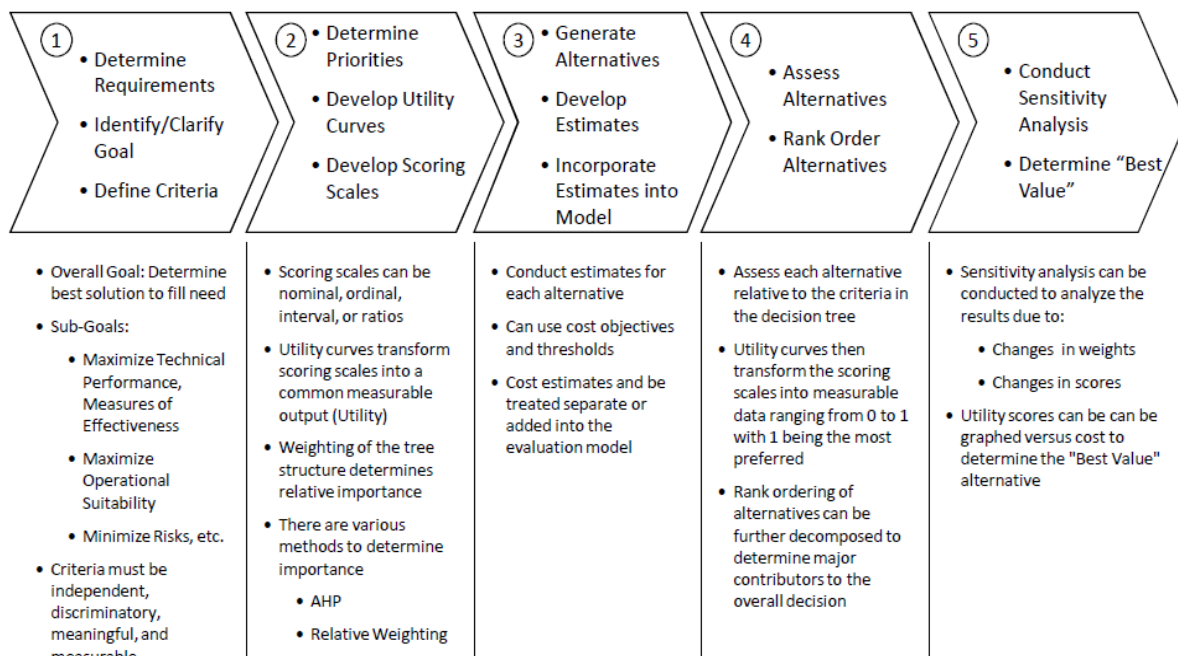 1
• Determine
Requirements
• Identify/Clarify
Goal
• Define Criteria
2
• Determine
Priorities
• Develop Utility
Curves
• Develop Scoring
Scales
3
• Generate
Alternatives
• Develop
Estimates
• Incorporate
Estimates into
Model
4
• Assess
Alternatives
• Rank Order
Alternatives
5
• Conduct
Sensitivity
Analysis
• Determine “Best
Value”
• Overall Goal: Determine
best solution to fill need
• Sub-Goals:
• Maximize Technical
Performance,
Measures of
Effectiveness
• Maximize
Operational
Suitability
• Minimize Risks, etc.
• Criteria must be
independent,
discriminatory,
meaningful, and
measurable
• Scoring scales can be
nominal, ordinal,
interval, or ratios
• Utility curves transform
scoring scales into a
common measurable
output (Utility)
• Weighting of the tree
structure determines
relative importance
• There are various
methods to determine
importance
• AHP
• Relative Weighting
• Conduct estimates for
each alternative
• Can use cost objectives
and thresholds
• Cost estimates and be
treated separate or
added into the
evaluation model
• Assess each alternative
relative to the criteria in
the decision tree
• Utility curves then
transform the scoring
scales into measurable
data ranging from 0 to 1
with 1 being the most
preferred
• Rank ordering of
alternatives can be
further decomposed to
determine major
contributors to the
overall decision
• Sensitivity analysis can be
conducted to analyze the
results due to:
• Changes in weights
• Changes in scores
• Utility scores can be can be
graphed versus cost to
determine the "Best Value"
alternative